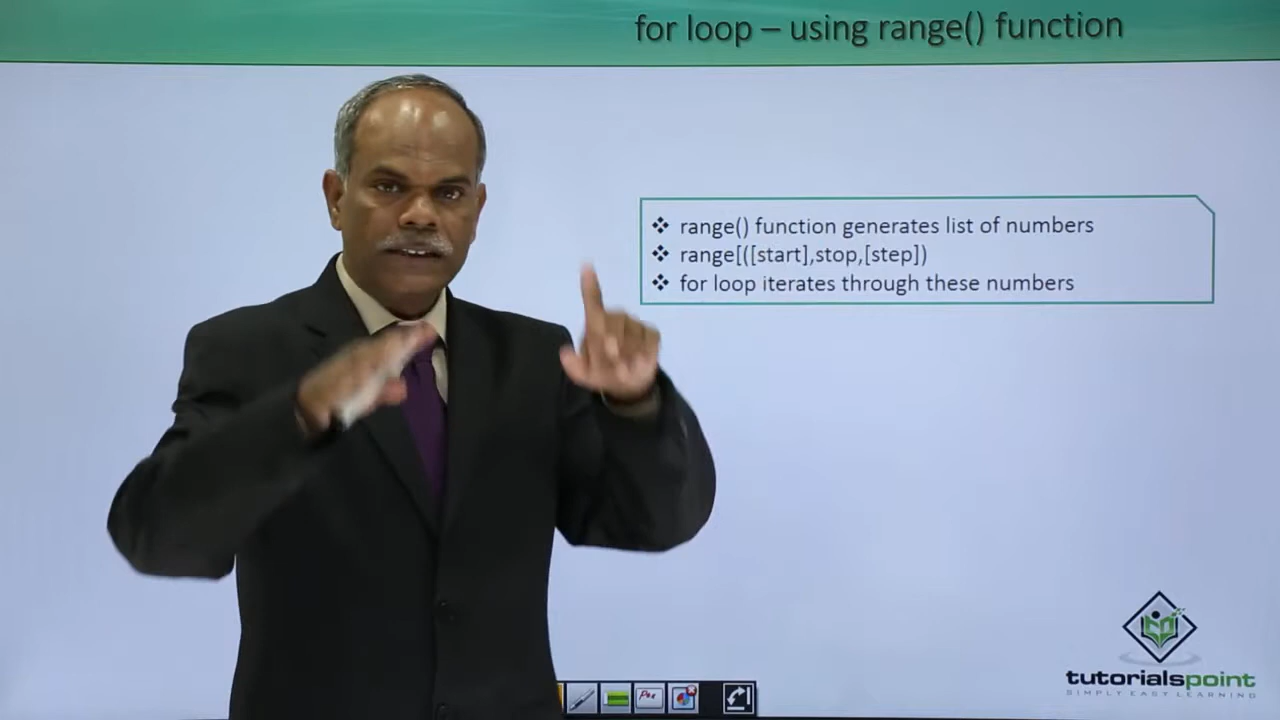 for loop – using range() function
❖ range() function generates list of numbers
❖ range[([start],stop,[step])
❖ for loop iterates through these numbers
Pen
tutorialspoint
SIMPLY EASY LEARNING